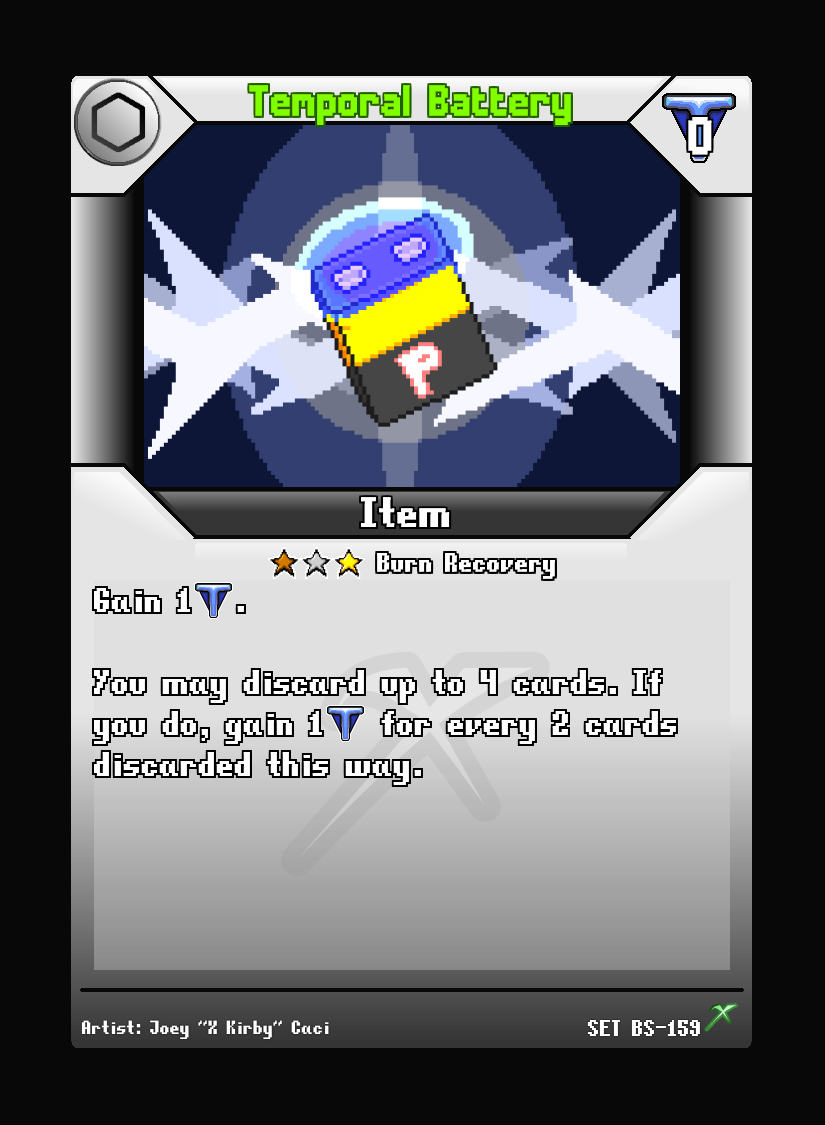 Temporal Battery
0
P
Item
Burn Recovery
Gain 1 T.
You may discard up to 4 cards. If
you do, gain 1 T for every 2 cards
discarded this way.
Artist: Joey "X Kirby" Caci
SET BS-159